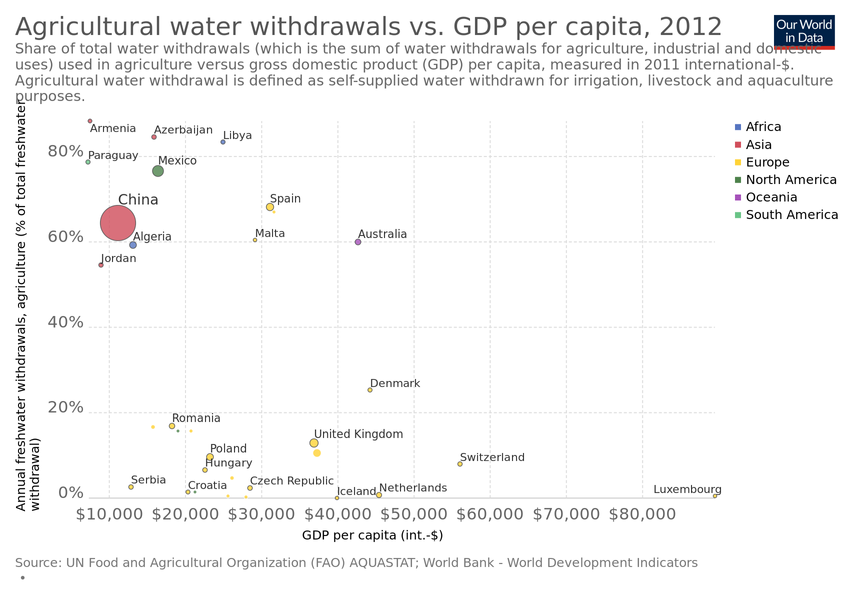 Agricultural water withdrawals vs. GDP per capita, 2012
Our World
in Data
Share of total water withdrawals (which is the sum of water withdrawals for agriculture, industrial and domestic
uses) used in agriculture versus gross domestic product (GDP) per capita, measured in 2011 international-$.
Agricultural water withdrawal is defined as self-supplied water withdrawn for irrigation, livestock and aquaculture
purposes.
Annual freshwater withdrawals, agriculture (% of total freshwater
withdrawal)
Africa
Asia
Europe
North America
Oceania
South America
Armenia
Azerbaijan
Libya
80%
Paraguay
Mexico
China
Spain
60%
Algeria
Malta
Australia
Jordan
40%
Denmark
20%
Romania
United Kingdom
Poland
Hungary
Switzerland
Serbia
Croatia
Czech Republic
Iceland
Netherlands
Luxembourg
0%
$10,000
$20,000
$30,000
$40,000
$50,000
$60,000
$70,000
$80,000
GDP per capita (int.-$)
Source: UN Food and Agricultural Organization (FAO) AQUASTAT; World Bank - World Development Indicators
•